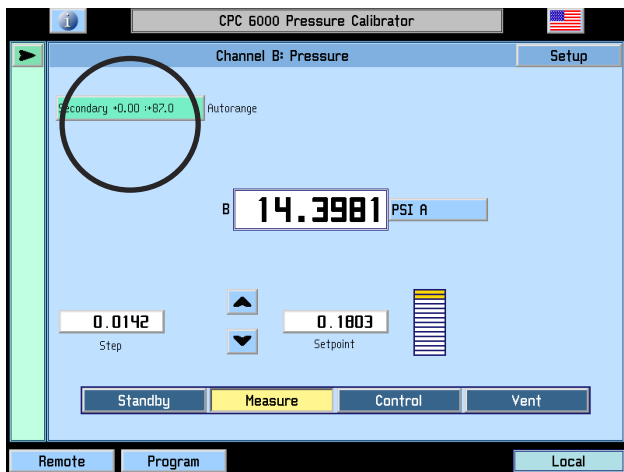 CPC 6000 Pressure Calibrator
Channel B: Pressure
Setup
Secondary +0.00 :+87.0 Autorange
B 14.3981 PSI A
0.0142 0.1803
Step Setpoint
Standby Measure Control Vent
Remote Program Local